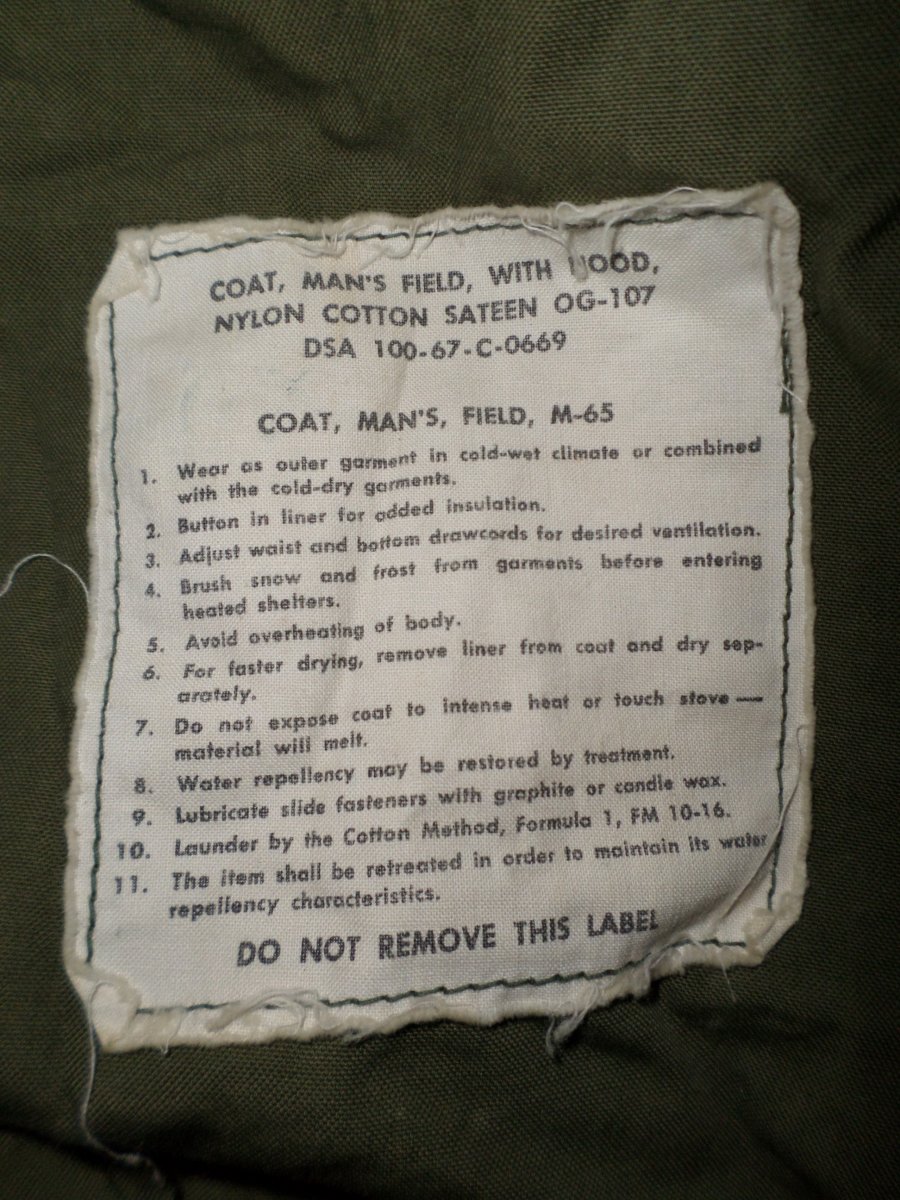 COAT, MAN'S FIELD, WITH HOOD,
NYLON COTTON SATEEN OG-107
DSA 100-67-C-0669
COAT, MAN'S, FIELD, M-65
1. Wear as outer garment in cold-wet climate or combined
with the cold-dry garments.
2. Button in liner for added insulation.
3. Adjust waist and bottom drawcords for desired ventilation.
4. Brush snow and frost from garments before entering
heated shelters.
5. Avoid overheating of body.
6. For faster drying, remove liner from coat and dry sep-
arately.
7. Do not expose coat to intense heat or touch stove—
material will melt.
8. Water repellency may be restored by treatment.
9. Lubricate slide fasteners with graphite or candle wax.
10. Launder by the Cotton Method, Formula 1, FM 10-16.
11. The item shall be retreated in order to maintain its water
repellency characteristics.
DO NOT REMOVE THIS LABEL